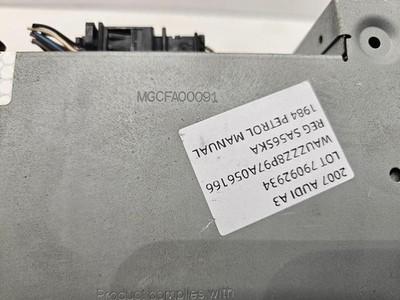 MGCFA00091
2007 AUDI A3
LOT 79092934
WAUZZZ8P97A056166
REG SA56SKA
1984 PETROL MANUAL
Product complies with